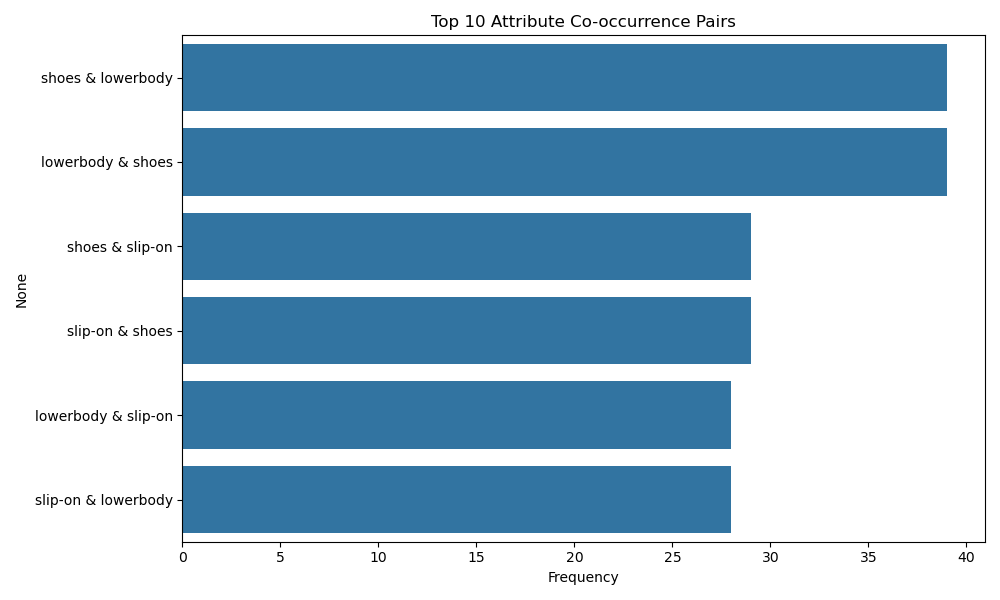 Top 10 Attribute Co-occurrence Pairs
shoes & lowerbody
lowerbody & shoes
shoes & slip-on
slip-on & shoes
lowerbody & slip-on
slip-on & lowerbody
None
0 5 10 15 20 25 30 35 40
Frequency